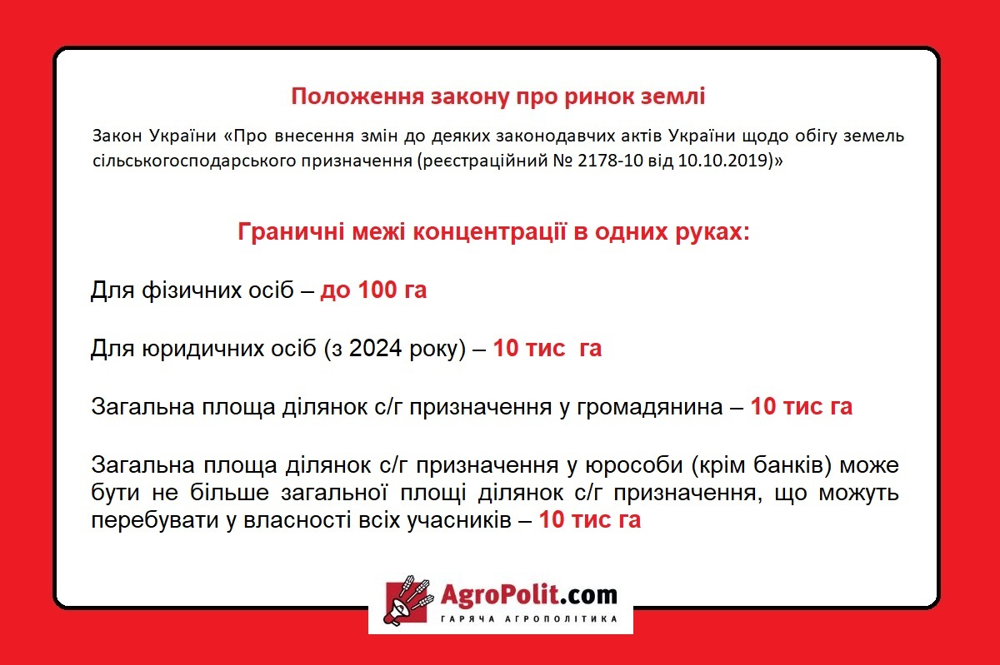 Положення закону про ринок землі
Закон України «Про внесення змін до деяких законодавчих актів України щодо обігу земель
сільськогосподарського призначення (реєстраційний № 2178-10 від 10.10.2019)»
Граничні межі концентрації в одних руках:
Для фізичних осіб – до 100 га
Для юридичних осіб (з 2024 року) – 10 тис  га
Загальна площа ділянок с/г призначення у громадянина – 10 тис га
Загальна площа ділянок с/г призначення у юрособи (крім банків) може
бути не більше загальної площі ділянок с/г призначення, що можуть
перебувати у власності всіх учасників – 10 тис га
AgroPolit.com
ГАРЯЧА АГРОПОЛІТИКА